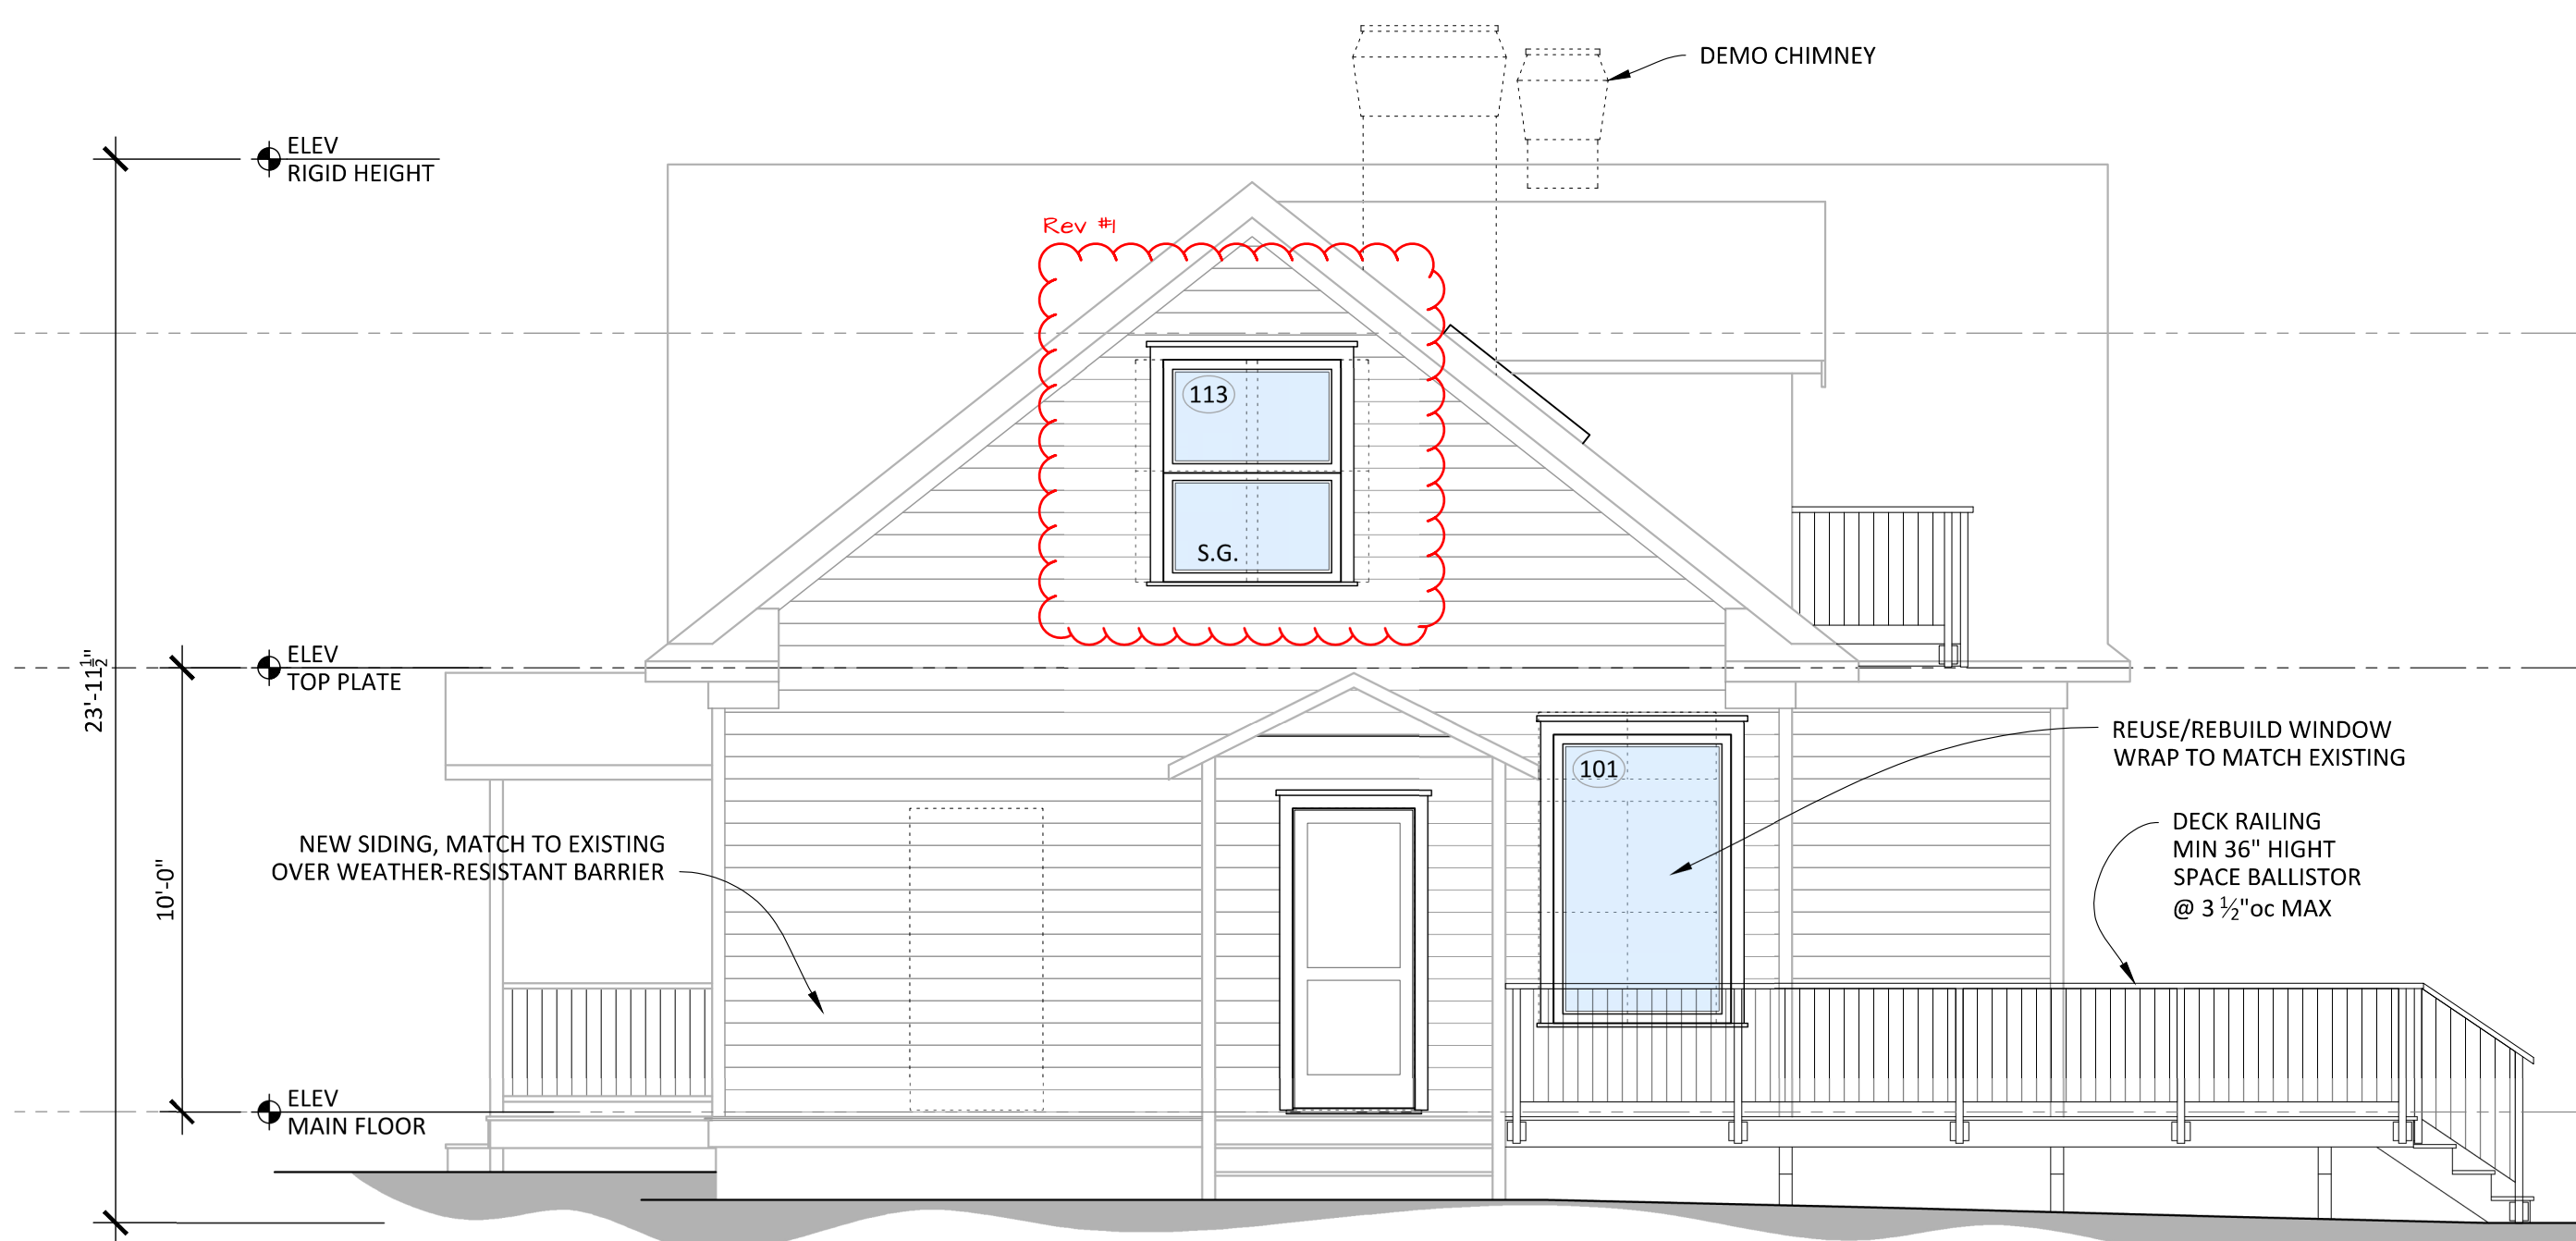 DEMO CHIMNEY
ELEV
RIGID HEIGHT
Rev #1
113
S.G.
ELEV
TOP PLATE
23'-11½"
REUSE/REBUILD WINDOW
WRAP TO MATCH EXISTING
101
DECK RAILING
MIN 36" HIGHT
SPACE BALLISTOR
@ 3 ½"oc MAX
NEW SIDING, MATCH TO EXISTING
OVER WEATHER-RESISTANT BARRIER
10'-0"
ELEV
MAIN FLOOR